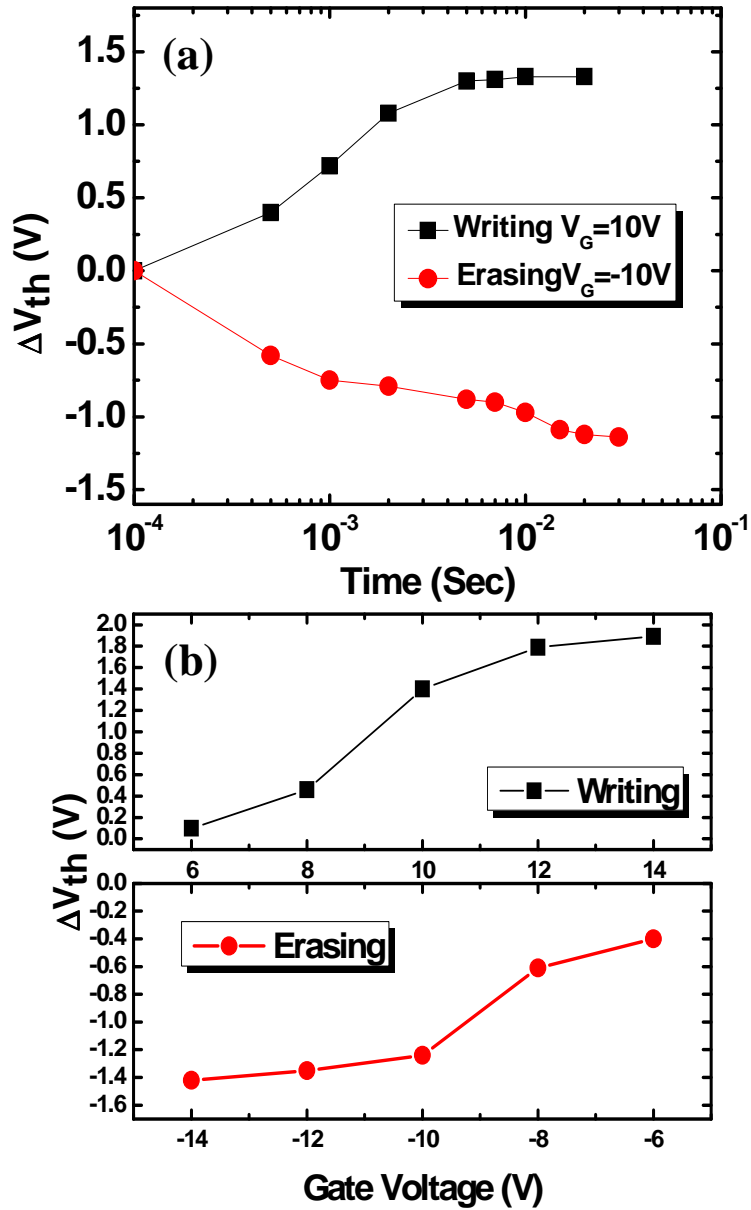 (a)
1.5
1.0
0.5
0.0
-0.5
-1.0
-1.5
ΔVth (V)
Writing VG=10V
ErasingVG=-10V
10-4 10-3 10-2 10-1
Time (Sec)
(b)
2.0
1.8
1.6
1.4
1.2
1.0
0.8
0.6
0.4
0.2
0.0
Writing
6 8 10 12 14
ΔVth (V)
0.0
-0.2
-0.4
-0.6
-0.8
-1.0
-1.2
-1.4
-1.6
Erasing
-14 -12 -10 -8 -6
Gate Voltage (V)